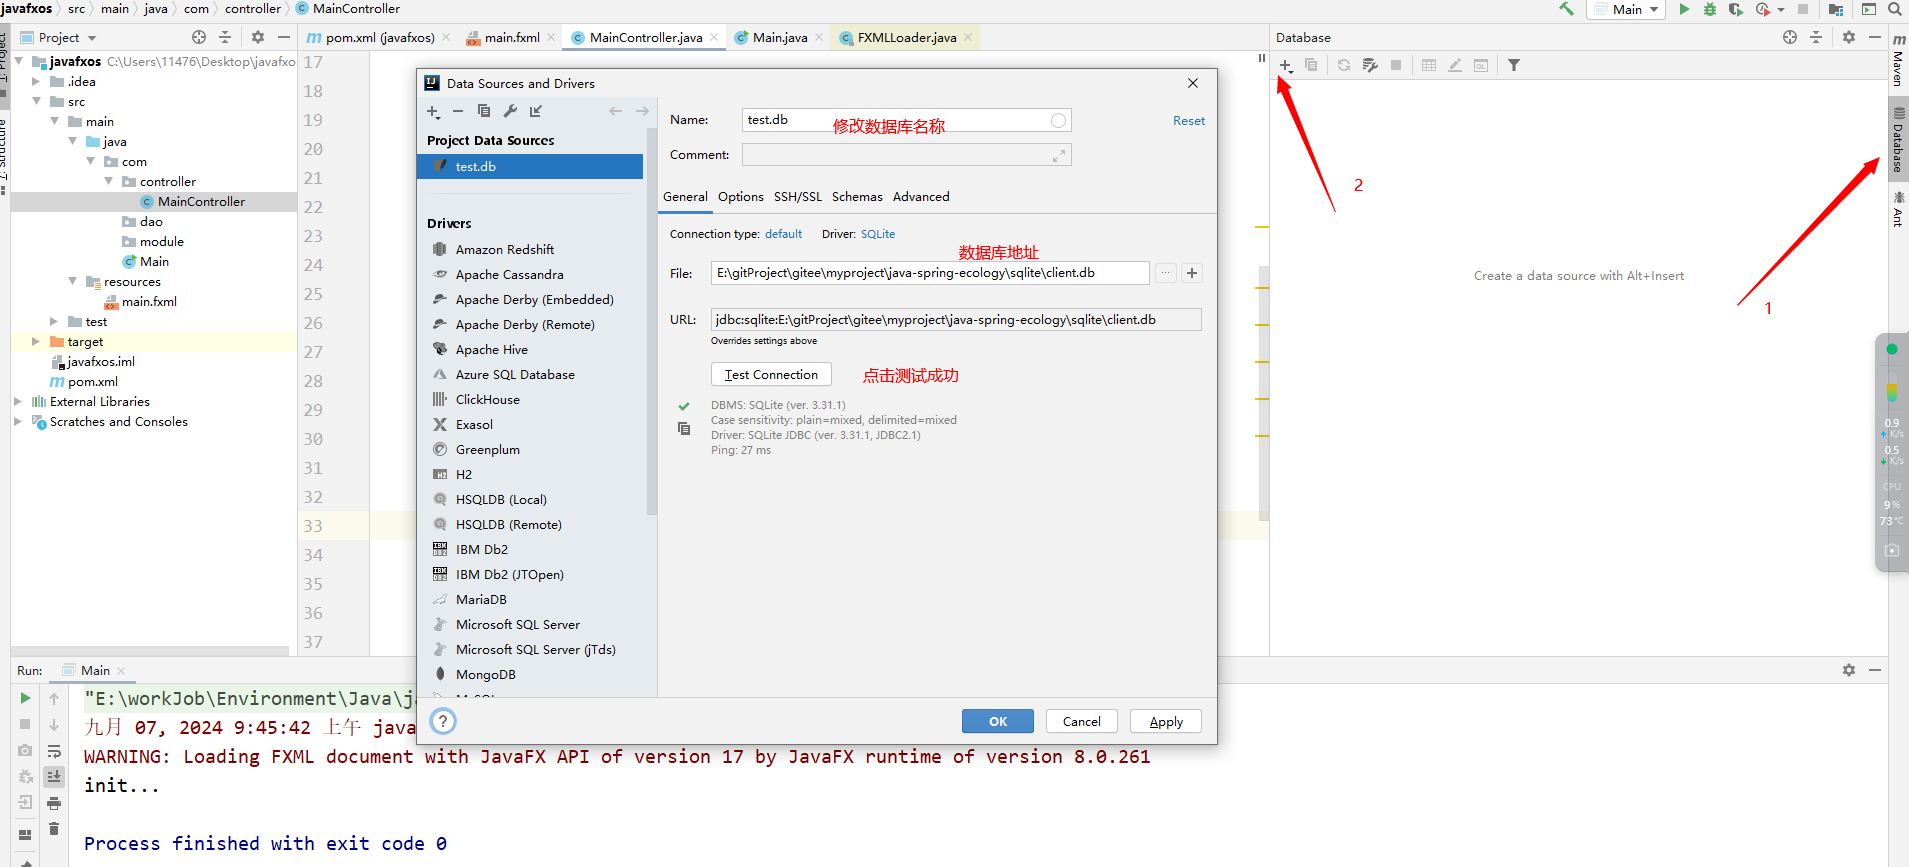 javafxos src main java com controller MainController
Main
Project
pom.xml (javafxos) main.fxml MainController.java Main.java FXMLLoader.java
Database
1: Project
javafxos C:\Users\11476\Desktop\javafxo
.idea
src
main
java
com
controller
MainController
dao
module
Main
resources
main.fxml
test
target
javafxos.iml
pom.xml
External Libraries
Scratches and Consoles
Z: Structure
17
18
19
20
21
22
23
24
25
26
27
28
29
30
31
32
33
34
35
36
37
Data Sources and Drivers
Project Data Sources
test.db
Drivers
Amazon Redshift
Apache Cassandra
Apache Derby (Embedded)
Apache Derby (Remote)
Apache Hive
Azure SQL Database
ClickHouse
Exasol
Greenplum
H2
HSQLDB (Local)
HSQLDB (Remote)
IBM Db2
IBM Db2 (JTOpen)
MariaDB
Microsoft SQL Server
Microsoft SQL Server (jTds)
MongoDB
Name: test.db
修改数据库名称
Reset
Comment:
General Options SSH/SSL Schemas Advanced
Connection type: default Driver: SQLite
数据库地址
File: E:\gitProject\gitee\myproject\java-spring-ecology\sqlite\client.db
URL: jdbc:sqlite:E:\gitProject\gitee\myproject\java-spring-ecology\sqlite\client.db
Overrides settings above
Test Connection
点击测试成功
DBMS: SQLite (ver. 3.31.1)
Case sensitivity: plain=mixed, delimited=mixed
Driver: SQLite JDBC (ver. 3.31.1, JDBC2.1)
Ping: 27 ms
OK Cancel Apply
2
1
Create a data source with Alt+Insert
Maven
Database
Ant
0.9
K/s
0.5
K/s
CPU
9%
73°C
Run: Main
"E:\workJob\Environment\Java\j
九月 07, 2024 9:45:42 上午 java
WARNING: Loading FXML document with JavaFX API of version 17 by JavaFX runtime of version 8.0.261
init...
Process finished with exit code 0